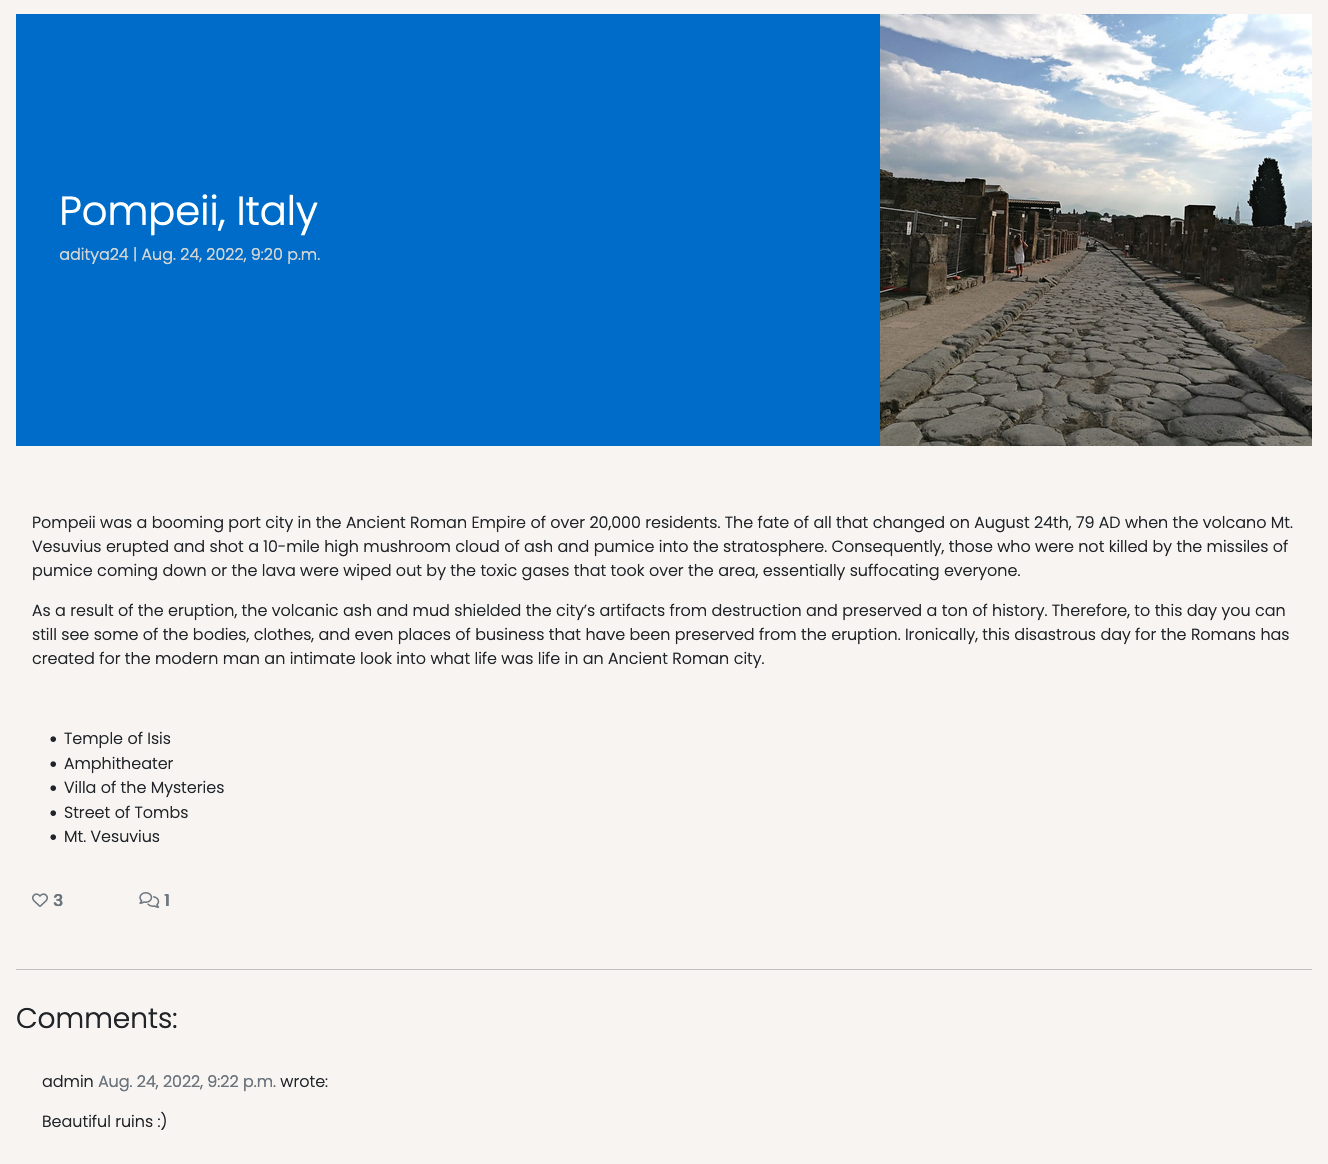 Pompeii, Italy
aditya24 | Aug. 24, 2022, 9:20 p.m.
Pompeii was a booming port city in the Ancient Roman Empire of over 20,000 residents. The fate of all that changed on August 24th, 79 AD when the volcano Mt.
Vesuvius erupted and shot a 10-mile high mushroom cloud of ash and pumice into the stratosphere. Consequently, those who were not killed by the missiles of
pumice coming down or the lava were wiped out by the toxic gases that took over the area, essentially suffocating everyone.
As a result of the eruption, the volcanic ash and mud shielded the city’s artifacts from destruction and preserved a ton of history. Therefore, to this day you can
still see some of the bodies, clothes, and even places of business that have been preserved from the eruption. Ironically, this disastrous day for the Romans has
created for the modern man an intimate look into what life was life in an Ancient Roman city.
• Temple of Isis
• Amphitheater
• Villa of the Mysteries
• Street of Tombs
• Mt. Vesuvius
3 1
Comments:
admin Aug. 24, 2022, 9:22 p.m. wrote:
Beautiful ruins :)